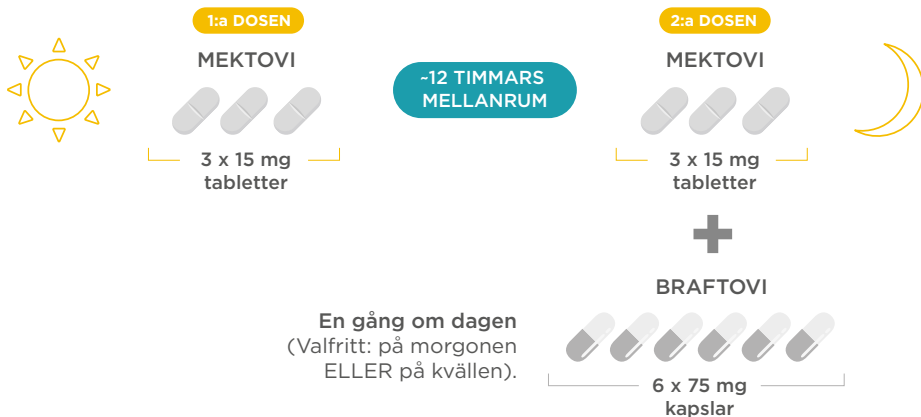 1:a DOSEN
MEKTOVI
3 x 15 mg
tabletter
~12 TIMMARS
MELLANRUM
2:a DOSEN
MEKTOVI
3 x 15 mg
tabletter
BRAFTOVI
En gång om dagen
(Valfritt: på morgonen
ELLER på kvällen).
6 x 75 mg
kapslar